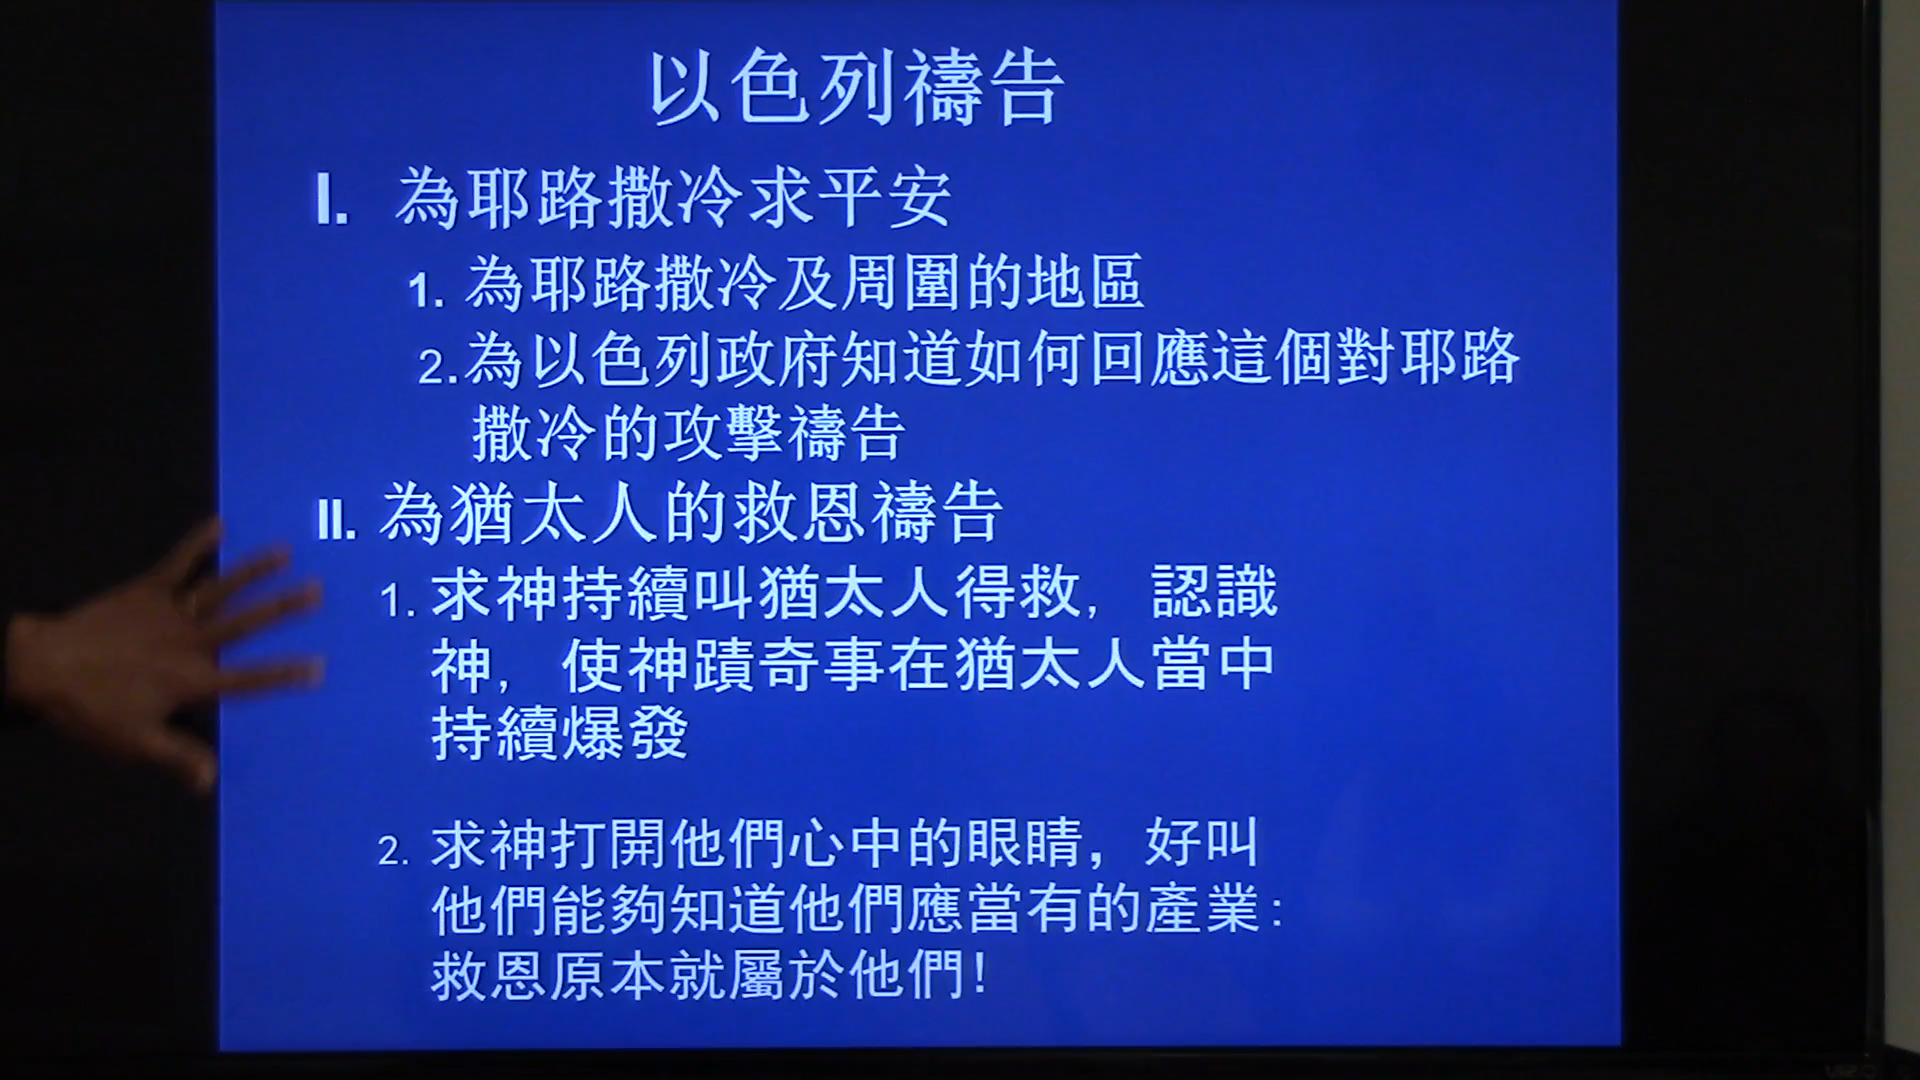 以色列禱告
I. 為耶路撒冷求平安
1. 為耶路撒冷及周圍的地區
2.為以色列政府知道如何回應這個對耶路
撒冷的攻擊禱告
II. 為猶太人的救恩禱告
1. 求神持續叫猶太人得救, 認識
神, 使神蹟奇事在猶太人當中
持續爆發
2. 求神打開他們心中的眼睛, 好叫
他們能夠知道他們應當有的產業:
救恩原本就屬於他們!